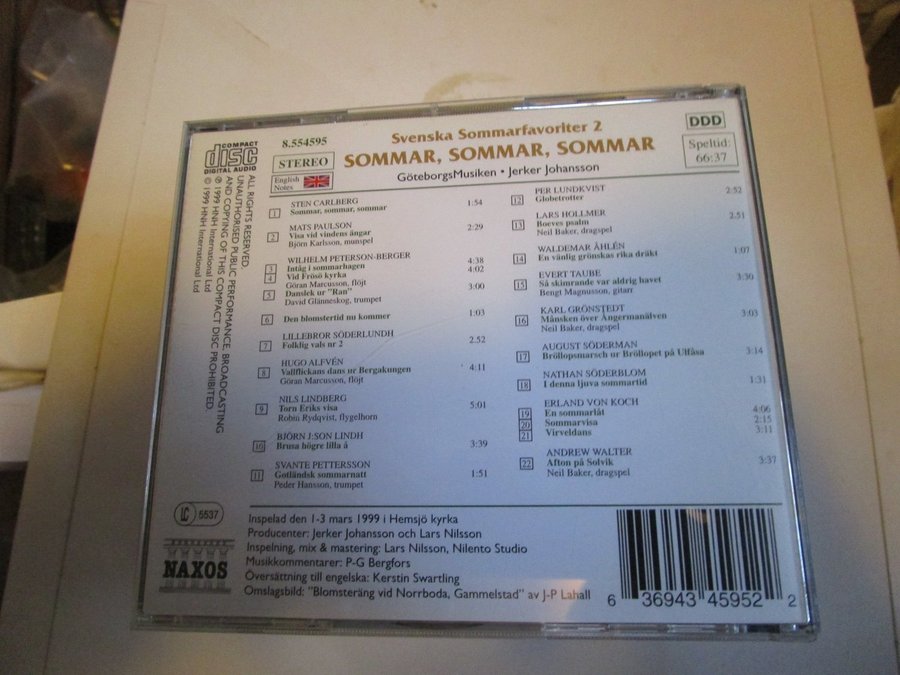 COMPACT
disc
DIGITAL AUDIO
8.554595
STEREO
English
Notes
Svenska Sommarfavoriter 2
SOMMAR, SOMMAR, SOMMAR
GöteborgsMusiken • Jerker Johansson
DDD
Speltid:
66:37
ALL RIGHTS RESERVED.
UNAUTHORISED PUBLIC PERFORMANCE, BROADCASTING
AND COPYING OF THIS COMPACT DISC PROHIBITED.
℗ 1999 HNH International Ltd
© 1999 HNH International Ltd
STEN CARLBERG
1 Sommar, sommar, sommar 1:54
MATS PAULSON
2 Visa vid vindens ängar 2:29
Björn Karlsson, munspel
WILHELM PETERSON-BERGER
3 Intåg i sommarhagen 4:38
4 Vid Frösö kyrka 4:02
Göran Marcusson, flöjt
5 Danslek ur "Ran" 3:00
David Glänneskog, trumpet
6 Den blomstertid nu kommer 1:03
LILLEBROR SÖDERLUNDH
7 Folklig vals nr 2 2.52
HUGO ALFVÉN
8 Vallflickans dans ur Bergakungen 4:11
Göran Marcusson, flöjt
NILS LINDBERG
9 Torn Eriks visa 5:01
Robin Rydqvist, flygelhorn
BJÖRN J:SON LINDH
10 Brusa högre lilla å 3:39
SVANTE PETTERSSON
11 Gotländsk sommarnatt 1:51
Peder Hansson, trumpet
PER LUNDKVIST
12 Globetrotter 2:52
LARS HOLLMER
13 Boeves psalm 2.51
Neil Baker, dragspel
WALDEMAR ÅHLÉN
14 En vänlig grönskas rika dräkt 1:07
EVERT TAUBE
15 Så skimrande var aldrig havet 3:30
Bengt Magnusson, gitarr
KARL GRÖNSTEDT
16 Månsken över Ångermanälven 3:03
Neil Baker, dragspel
AUGUST SÖDERMAN
17 Bröllopsmarsch ur Bröllopet på Ulfåsa 3:14
NATHAN SÖDERBLOM
18 I denna ljuva sommartid 1:31
ERLAND VON KOCH
19 En sommarlåt 4:06
20 Sommarvisa 2:15
21 Virveldans 3:11
ANDREW WALTER
22 Afton på Solvik 3:37
Neil Baker, dragspel
LC 5537
NAXOS
Inspelad den 1-3 mars 1999 i Hemsjö kyrka
Producenter: Jerker Johansson och Lars Nilsson
Inspelning, mix & mastering: Lars Nilsson, Nilento Studio
Musikkommentarer: P-G Bergfors
Översättning till engelska: Kerstin Swartling
Omslagsbild: "Blomsteräng vid Norrboda, Gammelstad" av J-P Lahall
6 36943 45952 2